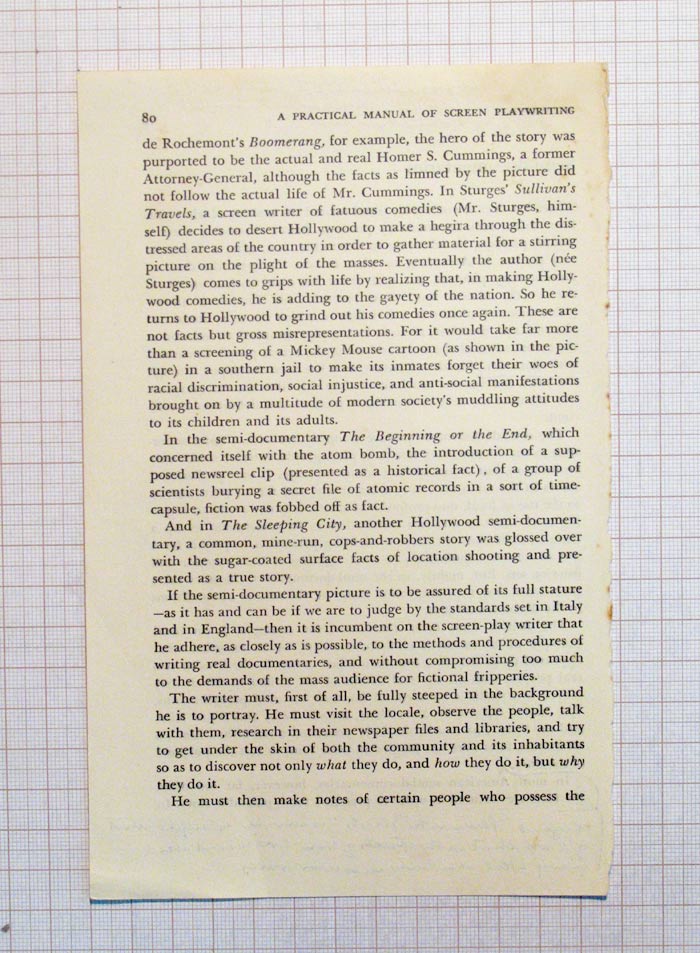 80 A PRACTICAL MANUAL OF SCREEN PLAYWRITING
de Rochemont's Boomerang, for example, the hero of the story was
purported to be the actual and real Homer S. Cummings, a former
Attorney-General, although the facts as limned by the picture did
not follow the actual life of Mr. Cummings. In Sturges' Sullivan's
Travels, a screen writer of fatuous comedies (Mr. Sturges, him-
self) decides to desert Hollywood to make a hegira through the dis-
tressed areas of the country in order to gather material for a stirring
picture on the plight of the masses. Eventually the author (née
Sturges) comes to grips with life by realizing that, in making Holly-
wood comedies, he is adding to the gayety of the nation. So he re-
turns to Hollywood to grind out his comedies once again. These are
not facts but gross misrepresentations. For it would take far more
than a screening of a Mickey Mouse cartoon (as shown in the pic-
ture) in a southern jail to make its inmates forget their woes of
racial discrimination, social injustice, and anti-social manifestations
brought on by a multitude of modern society's muddling attitudes
to its children and its adults.
In the semi-documentary The Beginning or the End, which
concerned itself with the atom bomb, the introduction of a sup-
posed newsreel clip (presented as a historical fact), of a group of
scientists burying a secret file of atomic records in a sort of time-
capsule, fiction was fobbed off as fact.
And in The Sleeping City, another Hollywood semi-documen-
tary, a common, mine-run, cops-and-robbers story was glossed over
with the sugar-coated surface facts of location shooting and pre-
sented as a true story.
If the semi-documentary picture is to be assured of its full stature
—as it has and can be if we are to judge by the standards set in Italy
and in England—then it is incumbent on the screen-play writer that
he adhere, as closely as is possible, to the methods and procedures of
writing real documentaries, and without compromising too much
to the demands of the mass audience for fictional fripperies.
The writer must, first of all, be fully steeped in the background
he is to portray. He must visit the locale, observe the people, talk
with them, research in their newspaper files and libraries, and try
to get under the skin of both the community and its inhabitants
so as to discover not only what they do, and how they do it, but why
they do it.
He must then make notes of certain people who possess the